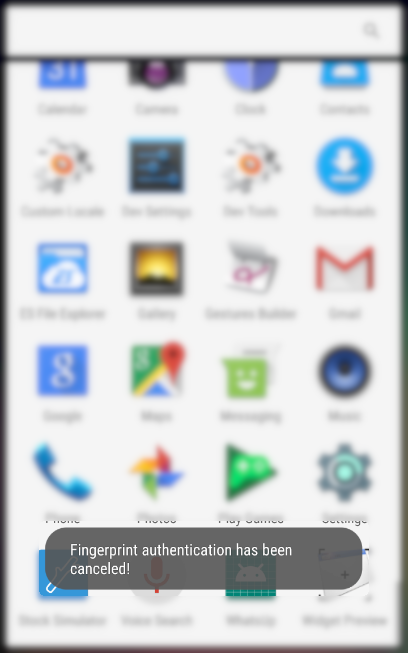 31
Calendar
Camera
Clock
Contacts
Custom Locale
Dev Settings
Dev Tools
Downloads
ES File Explorer
Gallery
Gestures Builder
Gmail
Google
Maps
Messaging
Music
Phone
Photos
Play Games
Settings
Fingerprint authentication has been
canceled!
Stock Simulator
Voice Search
WhatsUp
Widget Preview